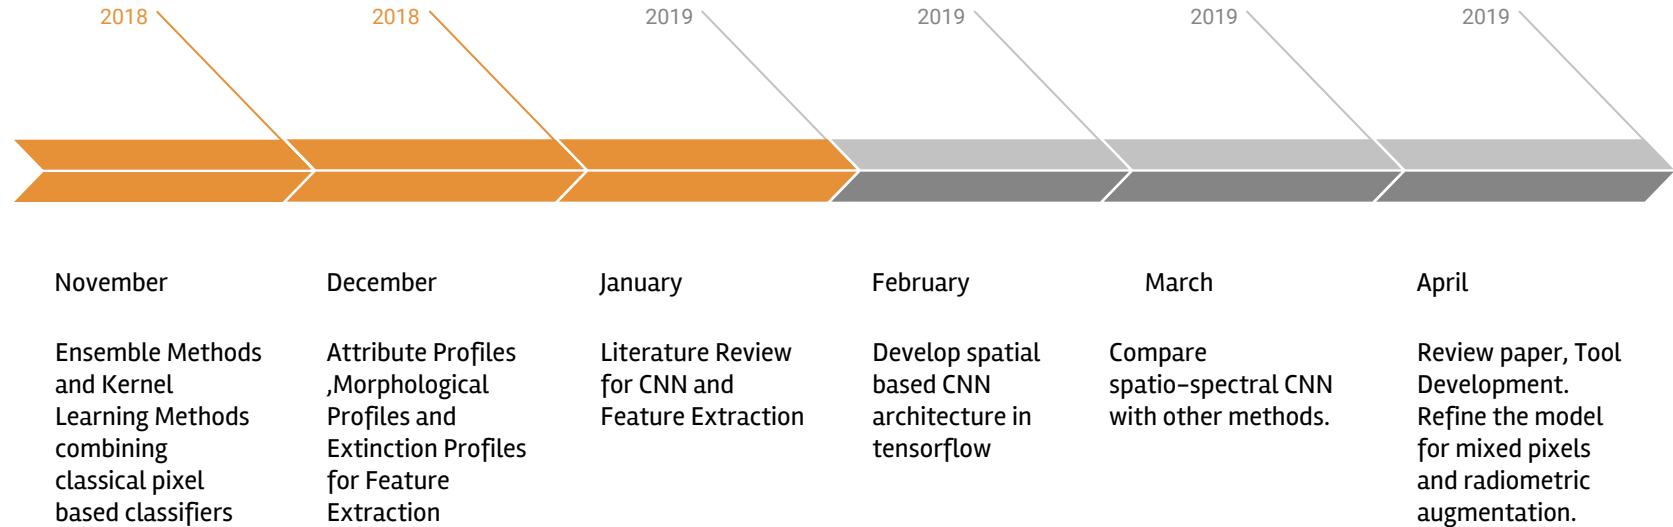 2018
2018
2019
2019
2019
2019
November
Ensemble Methods
and Kernel
Learning Methods
combining
classical pixel
based classifiers
December
Attribute Profiles
,Morphological
Profiles and
Extinction Profiles
for Feature
Extraction
January
Literature Review
for CNN and
Feature Extraction
February
Develop spatial
based CNN
architecture in
tensorflow
March
Compare
spatio-spectral CNN
with other methods.
April
Review paper, Tool
Development.
Refine the model
for mixed pixels
and radiometric
augmentation.